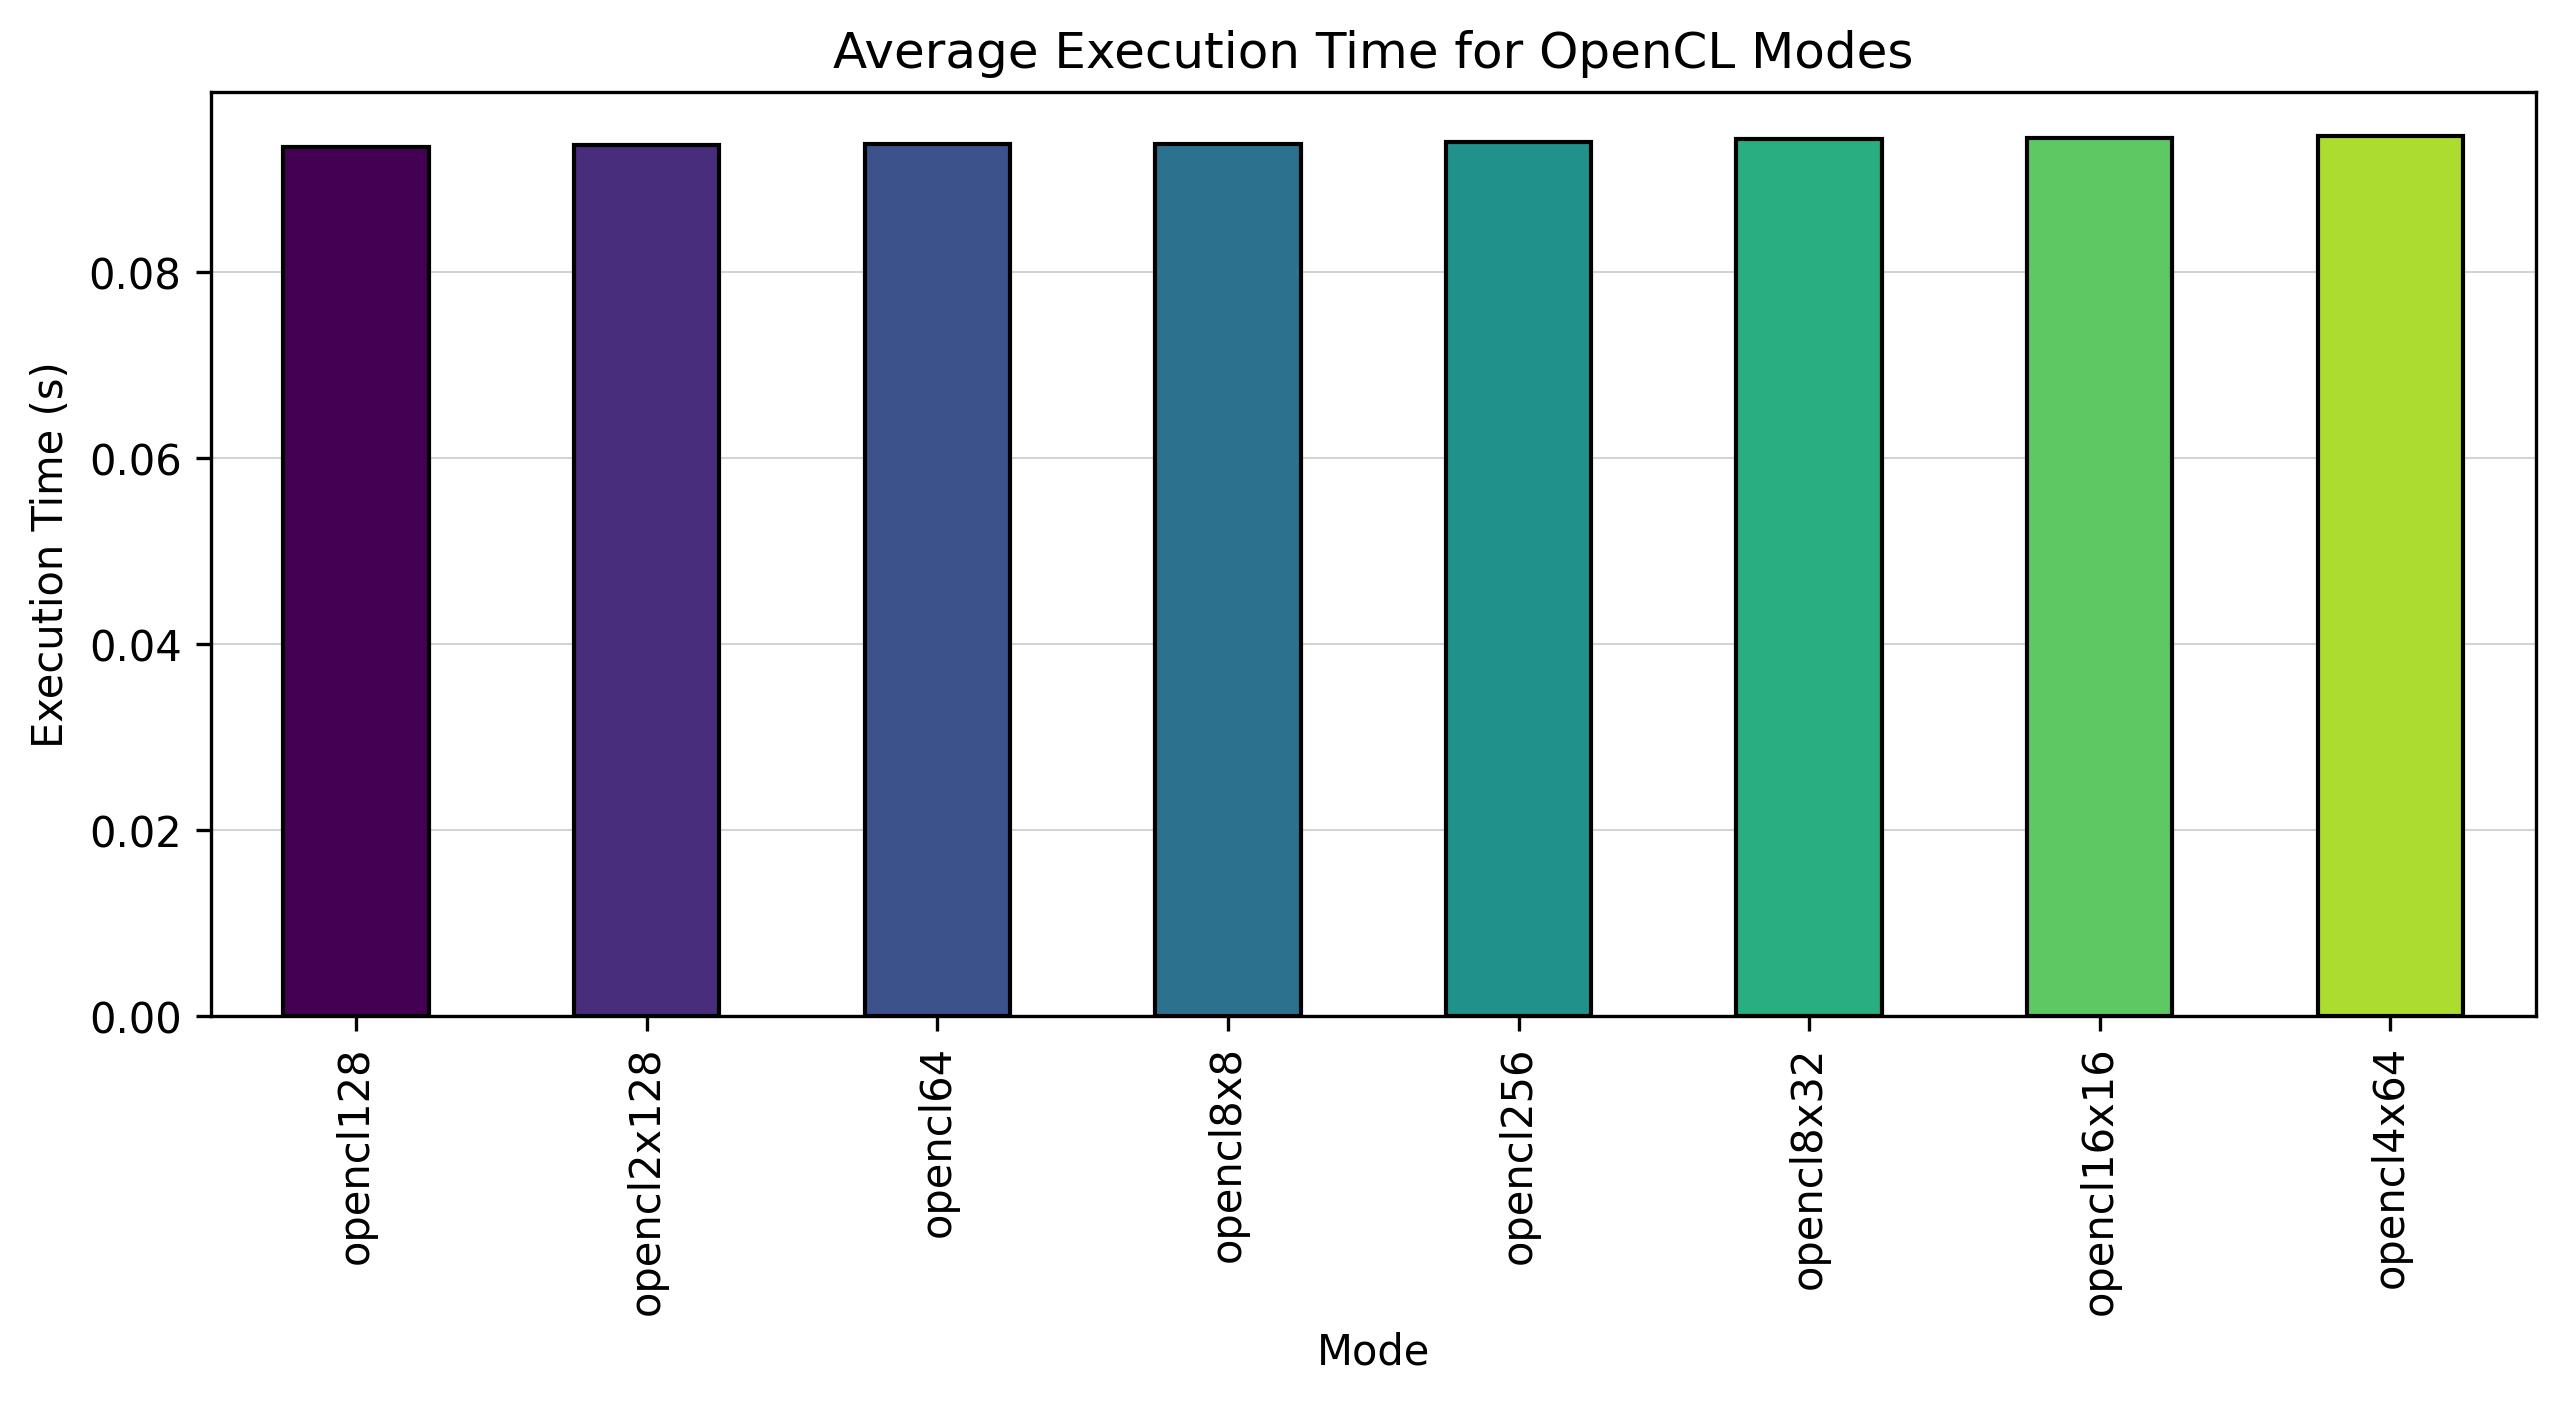 Average Execution Time for OpenCL Modes
Execution Time (s)
0.08
0.06
0.04
0.02
0.00
opencl128
opencl2x128
opencl64
opencl8x8
opencl256
opencl8x32
opencl16x16
opencl4x64
Mode